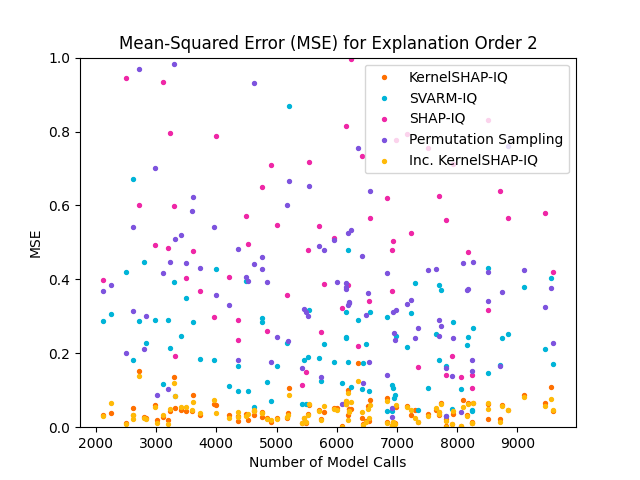 Mean-Squared Error (MSE) for Explanation Order 2
1.0
0.8
0.6
0.4
0.2
0.0
MSE
KernelSHAP-IQ
SVARM-IQ
SHAP-IQ
Permutation Sampling
Inc. KernelSHAP-IQ
2000 3000 4000 5000 6000 7000 8000 9000
Number of Model Calls